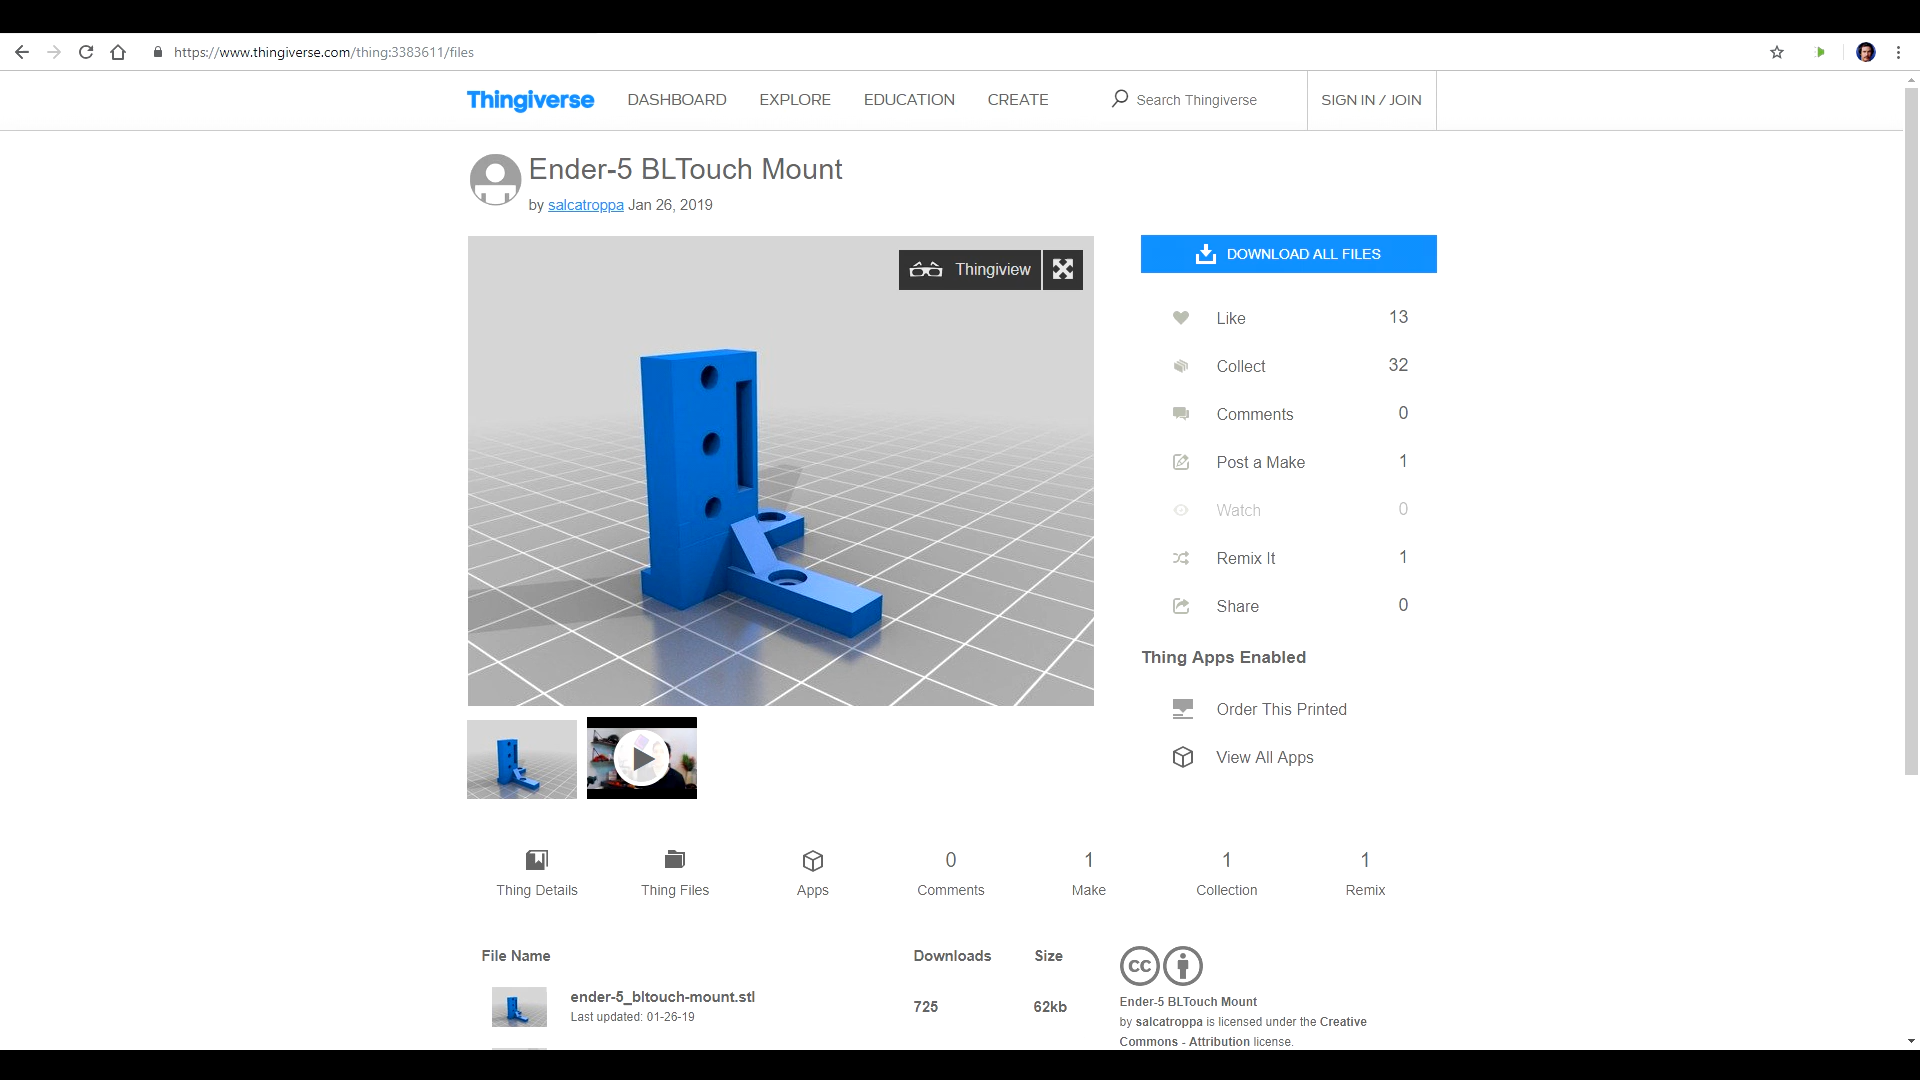 https://www.thingiverse.com/thing:3383611/files
Thingiverse
DASHBOARD
EXPLORE
EDUCATION
CREATE
Search Thingiverse
SIGN IN / JOIN
Ender-5 BLTouch Mount
by salcatroppa Jan 26, 2019
Thingiview
DOWNLOAD ALL FILES
Like 13
Collect 32
Comments 0
Post a Make 1
Watch 0
Remix It 1
Share 0
Thing Apps Enabled
Order This Printed
View All Apps
Thing Details
Thing Files
Apps
0
Comments
1
Make
1
Collection
1
Remix
File Name
Downloads
Size
ender-5_bltouch-mount.stl
Last updated: 01-26-19
725
62kb
cc
Ender-5 BLTouch Mount
by salcatroppa is licensed under the Creative
Commons - Attribution license.